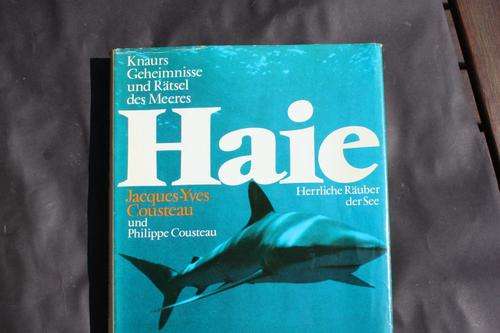 Knaurs
Geheimnisse
und Rätsel
des Meeres
Haie
Herrliche Räuber
der See
Jacques-Yves
Cousteau
und
Philippe Cousteau